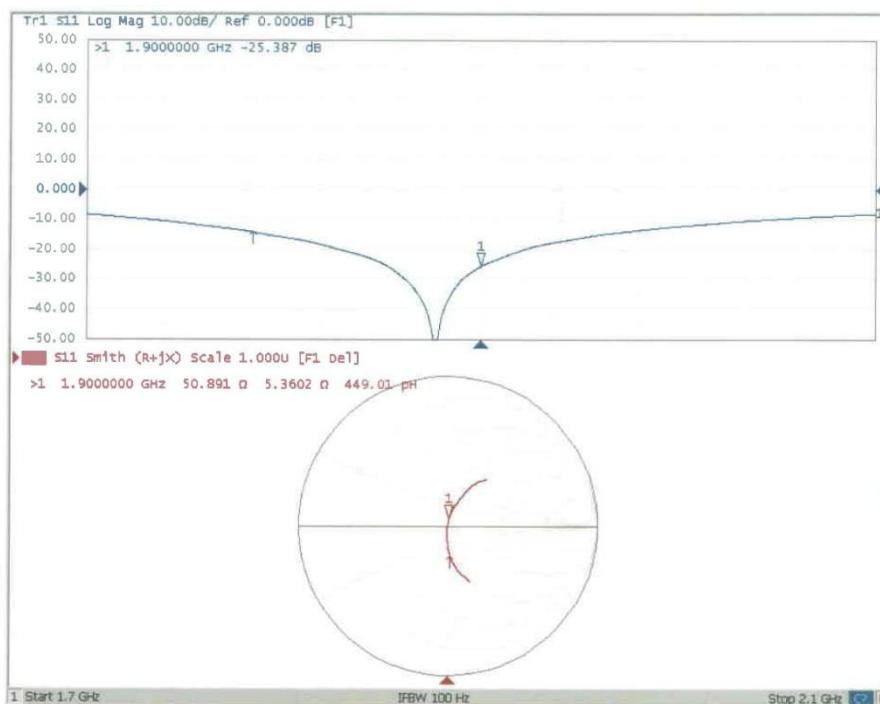 Tr1 S11 Log Mag 10.00dB/ Ref 0.000dB [F1]
50.00
>1 1.9000000 GHz -25.387 dB
40.00
30.00
20.00
10.00
0.000
-10.00
1
-20.00
1
-30.00
-40.00
-50.00
S11 Smith (R+jX) Scale 1.000U [F1 Del]
>1 1.9000000 GHz 50.891 Ω 5.3602 Ω 449.01 pH
1
1 Start 1.7 GHz
IFBW 100 Hz
Stop 2.1 GHz